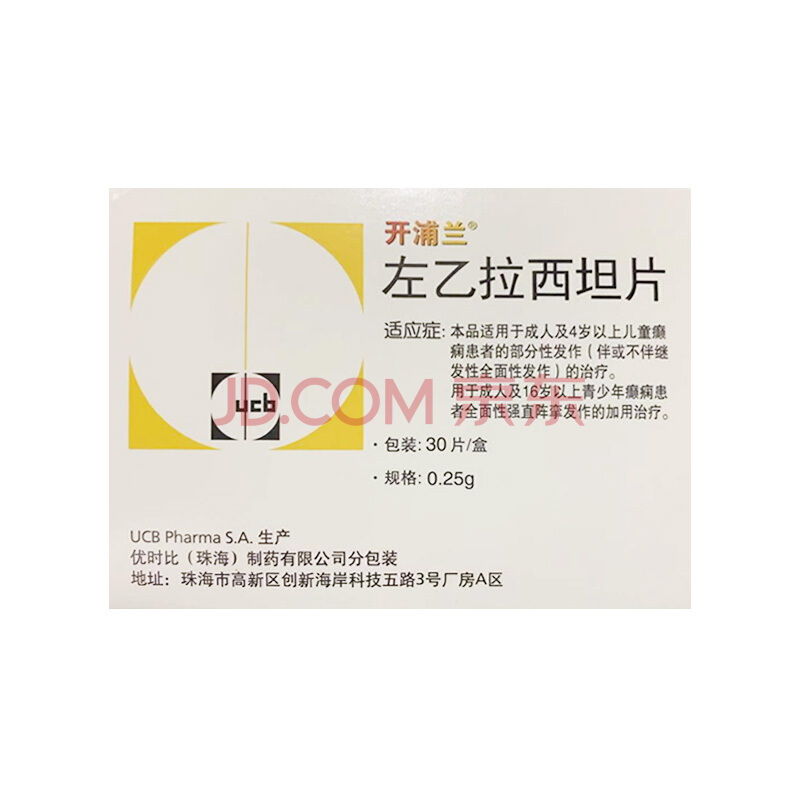 开浦兰®
左乙拉西坦片
适应症: 本品适用于成人及4岁以上儿童癫
痫患者的部分性发作(伴或不伴继
发性全面性发作)的治疗。
用于成人及16岁以上青少年癫痫患
者全面性强直阵挛发作的加用治疗。
ucb
JD.COM 京东
·包装: 30片/盒
·规格: 0.25g
UCB Pharma S.A. 生产
优时比(珠海)制药有限公司分包装
地址: 珠海市高新区创新海岸科技五路3号厂房A区